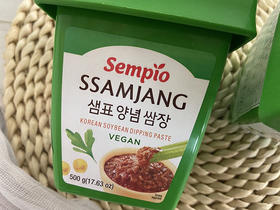 Sempio
SSAMJANG
샘표 양념 쌈장
KOREAN SOYBEAN DIPPING PASTE
VEGAN
500 g (17.63 oz)